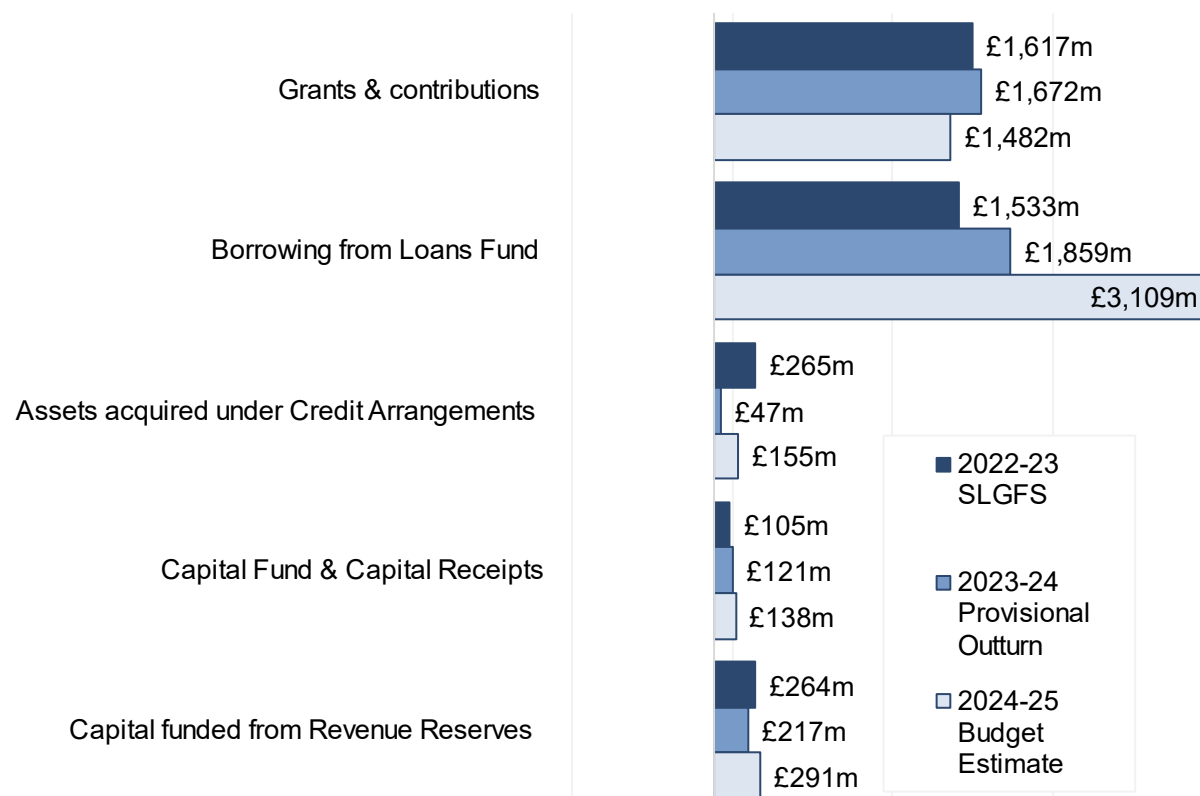 Grants & contributions
£1,617m
£1,672m
£1,482m
Borrowing from Loans Fund
£1,533m
£1,859m
£3,109m
Assets acquired under Credit Arrangements
£265m
£47m
£155m
Capital Fund & Capital Receipts
£105m
£121m
£138m
Capital funded from Revenue Reserves
£264m
£217m
£291m
2022-23
SLGFS
2023-24
Provisional
Outturn
2024-25
Budget
Estimate